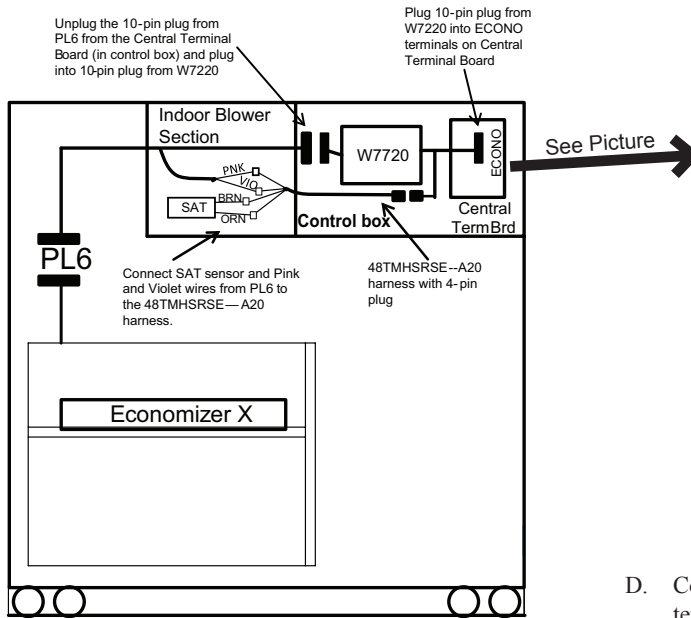 Unplug the 10-pin plug from
PL6 from the Central Terminal
Board (in control box) and plug
into 10-pin plug from W7220
Plug 10-pin plug from
W7220 into ECONO
terminals on Central
Terminal Board
Indoor Blower
Section
PNK
VIO
BRN
SAT
ORN
W7720
ECONO
See Picture
Control box
Central
TermBrd
PL6
Connect SAT sensor and Pink
and Violet wires from PL6 to
the 48TMHSRSE— A20
harness.
48TMHSRSE--A20
harness with 4-pin
plug
Economizer X
D.